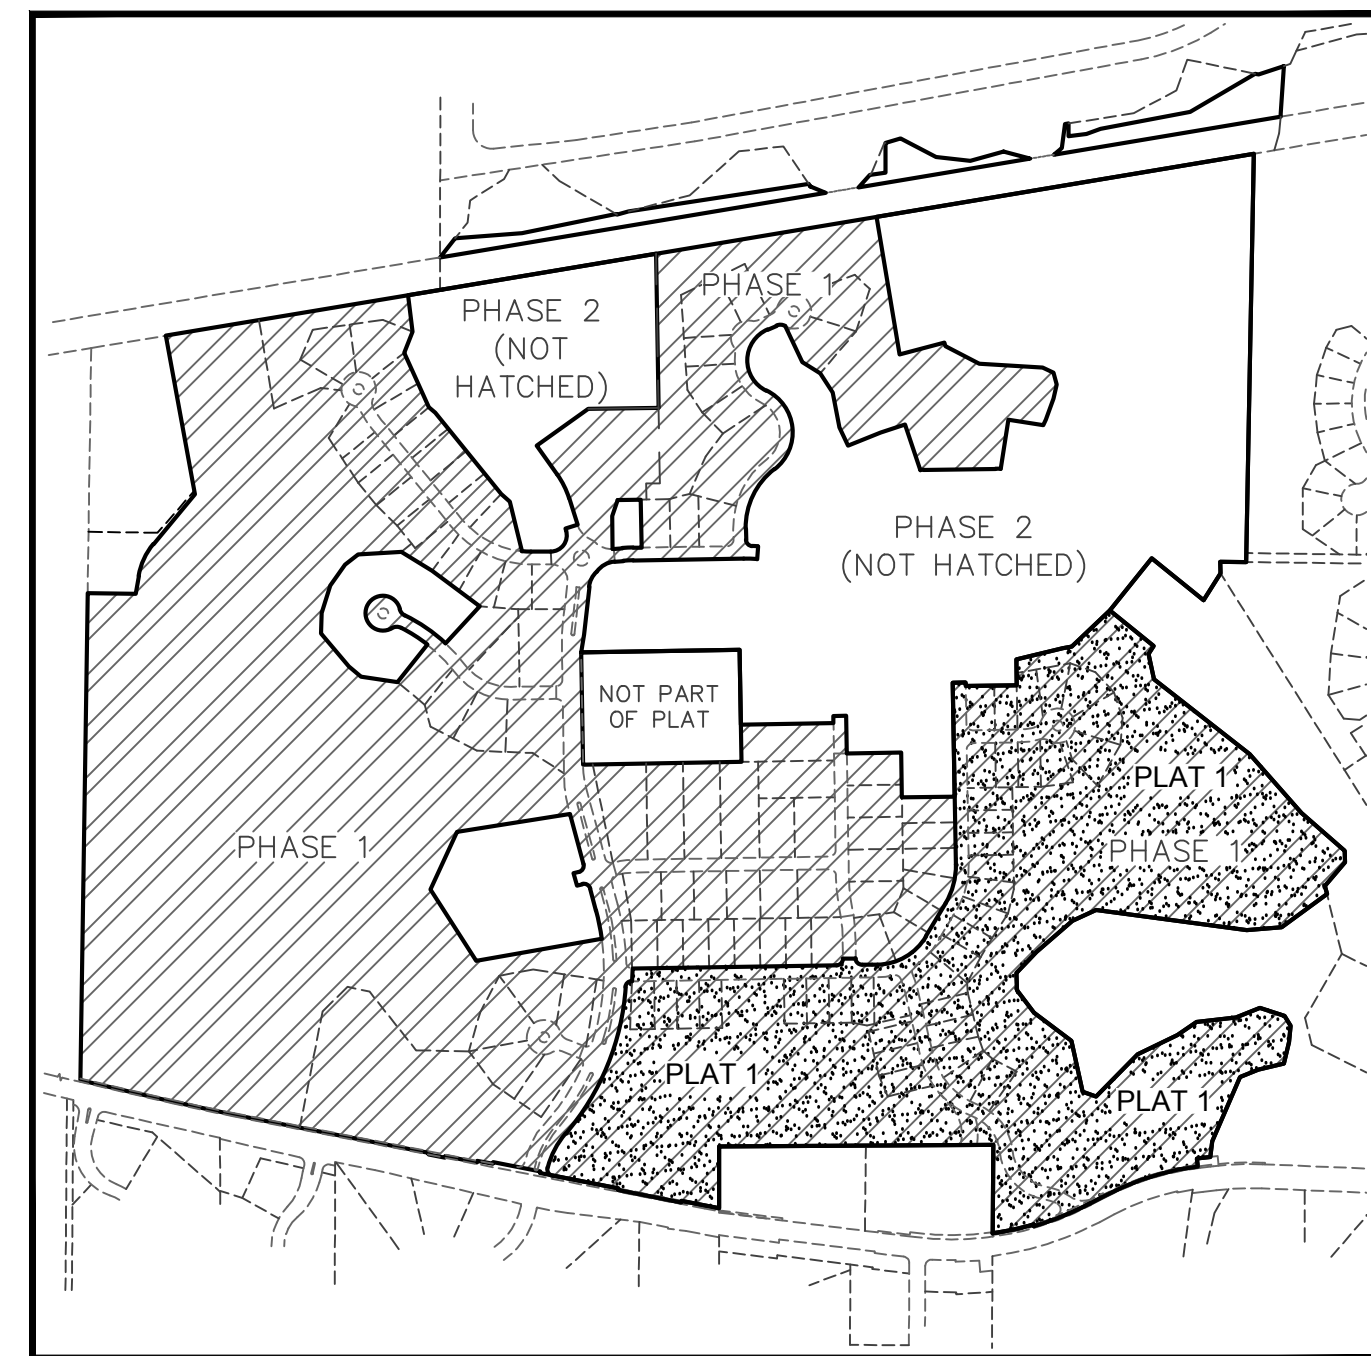 PHASE 1
PHASE 2
(NOT
HATCHED)
PHASE 2
(NOT HATCHED)
NOT PART
OF PLAT
PLAT 1
PHASE 1
PHASE 1
PLAT 1
PLAT 1